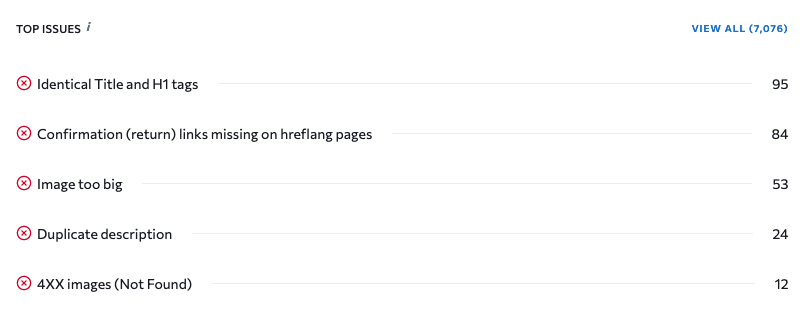 TOP ISSUES i
VIEW ALL (7,076)
Identical Title and H1 tags 95
Confirmation (return) links missing on hreflang pages 84
Image too big 53
Duplicate description 24
4XX images (Not Found) 12